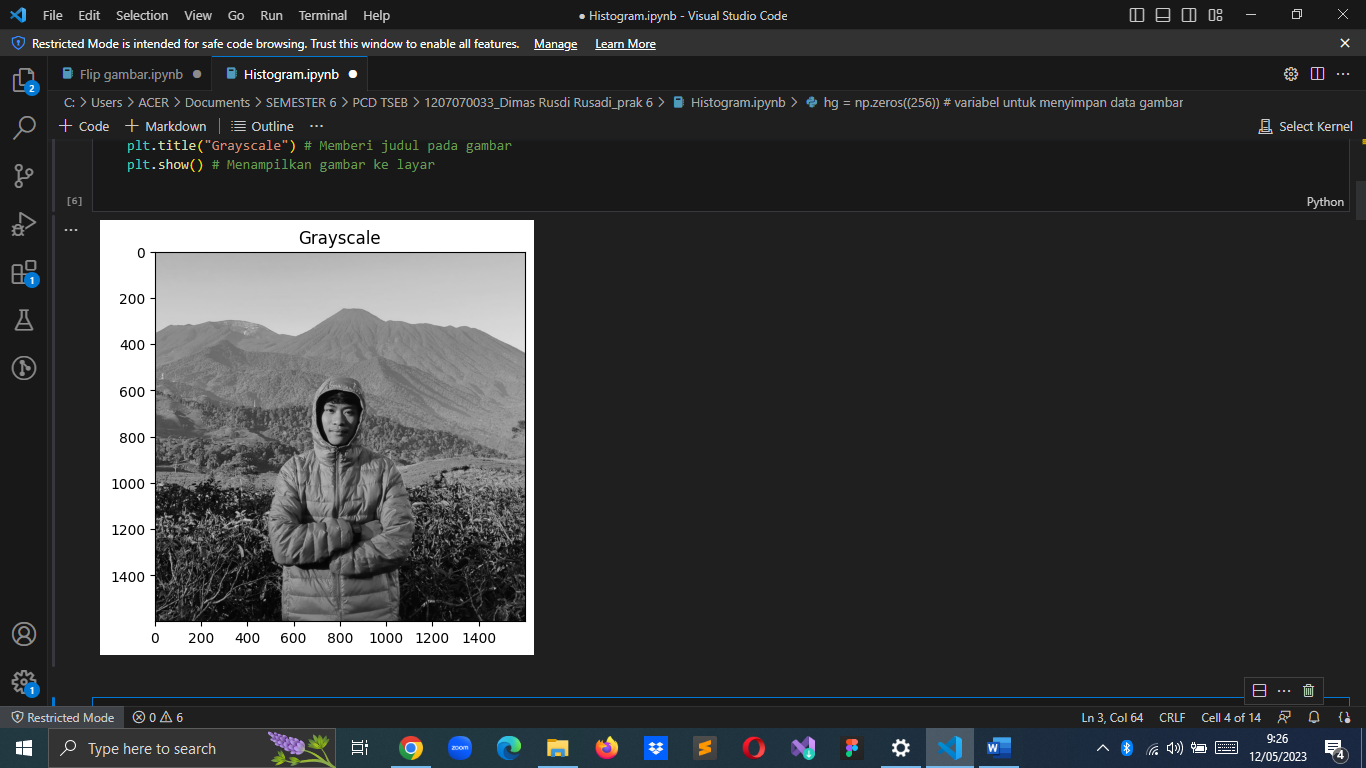 File Edit Selection View Go Run Terminal Help
● Histogram.ipynb - Visual Studio Code
Restricted Mode is intended for safe code browsing. Trust this window to enable all features. Manage Learn More
Flip gambar.ipynb ● Histogram.ipynb ●
C: > Users > ACER > Documents > SEMESTER 6 > PCD TSEB > 1207070033_Dimas Rusdi Rusadi_prak 6 > Histogram.ipynb > hg = np.zeros((256)) # variabel untuk menyimpan data gambar
+ Code + Markdown | Outline ...
Select Kernel
plt.title("Grayscale") # Memberi judul pada gambar
plt.show() # Menampilkan gambar ke layar
[6]
Python
Grayscale
0
200
400
600
800
1000
1200
1400
0 200 400 600 800 1000 1200 1400
Restricted Mode 0 6
Ln 3, Col 64 CRLF Cell 4 of 14
Type here to search
zoom
9:26
12/05/2023
2
1
1
4